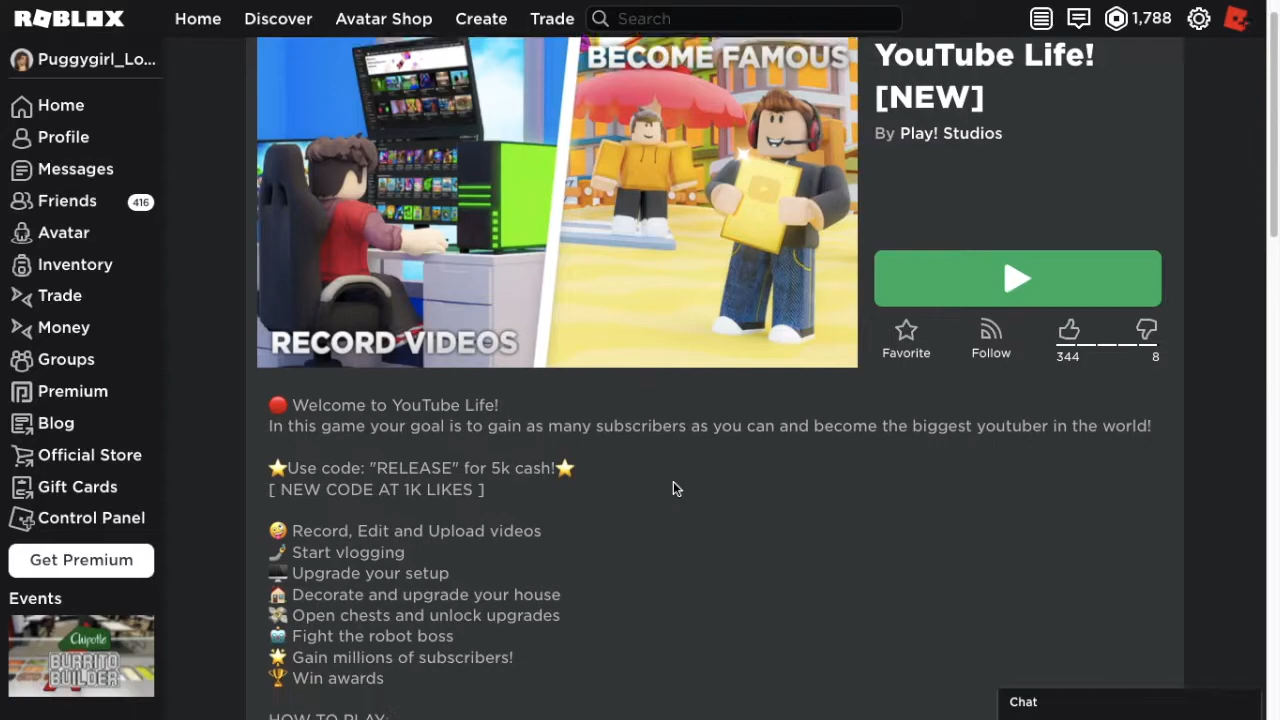 ROBLOX
Home
Discover
Avatar Shop
Create
Trade
Search
1,788
Puggygirl_Lo...
Home
Profile
Messages
Friends
416
Avatar
Inventory
Trade
Money
Groups
Premium
Blog
Official Store
Gift Cards
Control Panel
Get Premium
Events
Chipotle
BURRITO
BUILDER
RECORD VIDEOS
BECOME FAMOUS
YouTube Life!
[NEW]
By Play! Studios
Favorite
Follow
344
8
Welcome to YouTube Life!
In this game your goal is to gain as many subscribers as you can and become the biggest youtuber in the world!
⭐Use code: "RELEASE" for 5k cash!⭐
[ NEW CODE AT 1K LIKES ]
Record, Edit and Upload videos
Start vlogging
Upgrade your setup
Decorate and upgrade your house
Open chests and unlock upgrades
Fight the robot boss
Gain millions of subscribers!
Win awards
HOW TO PLAY:
Chat